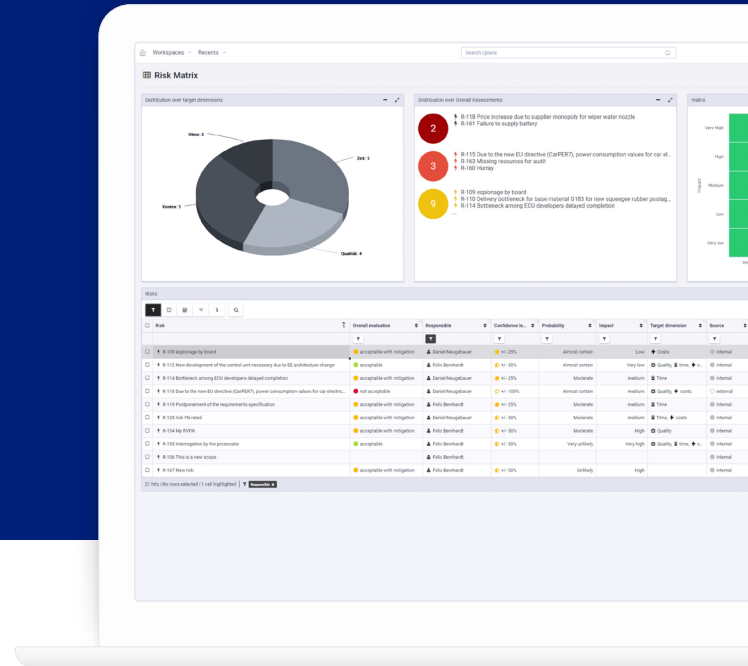 Workspaces Recents
Search cplace
Risk Matrix
Distribution over target dimensions
Ohne: 2
Zeit: 5
Kosten: 5
Qualität: 4
Distribution over Overall Assessments
2
R-118 Price increase due to supplier monopoly for wiper water nozzle
R-161 Failure to supply battery
3
R-115 Due to the new EU directive (CarPER7), power consumption values for car el...
R-163 Missing resources for audit
R-160 Hurray
9
R-109 espionage by board
R-110 Delivery bottleneck for base material G183 for new squeegee rubber postag...
R-114 Bottleneck among ECU developers delayed completion
...
matrix
Impact
Very High
High
Medium
Low
Very low
Risks
Risk Overall evaluation Responsible Confidence le... Probability Impact Target dimension Source
R-109 espionage by board acceptable with mitigation Daniel Neugebauer +/- 25% Almost certain Low Costs internal
R-112 New development of the control unit necessary due to EE architecture change acceptable Felix Bernhardt +/- 50% Almost certain Very low Quality, time, c... internal
R-114 Bottleneck among ECU developers delayed completion acceptable with mitigation Daniel Neugebauer +/- 25% Moderate medium Time internal
R-115 Due to the new EU directive (CarPER7), power consumption values for car electric... not acceptable Daniel Neugebauer +/- 100% Almost certain medium Quality, costs external
R-119 Postponement of the requirements specification acceptable with mitigation Felix Bernhardt +/- 25% Moderate medium Time internal
R-120 risk FN-rated acceptable with mitigation Daniel Neugebauer +/- 50% Moderate medium Time, costs internal
R-154 My RVFN acceptable with mitigation Felix Bernhardt +/- 50% Moderate High Quality internal
R-155 Interrogation by the prosecutor acceptable Felix Bernhardt +/- 50% Very unlikely Very high Quality, time, c... internal
R-156 This is a new scope Felix Bernhardt internal
R-167 New risk acceptable with mitigation Felix Bernhardt +/- 50% Unlikely High internal
21 hits | No rows selected | 1 cell highlighted Responsible x